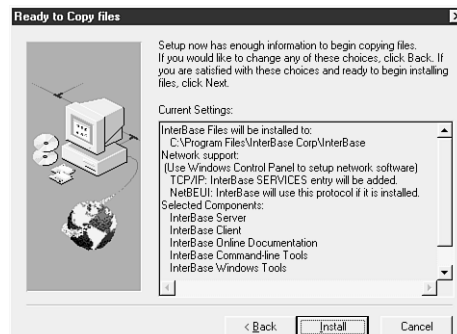 Ready to Copy files
Setup now has enough information to begin copying files.
If you would like to change any of these choices, click Back. If
you are satisfied with these choices and ready to begin installing
files, click Next.
Current Settings:
InterBase Files will be installed to:
C:\Program Files\InterBase Corp\InterBase
Network support:
(Use Windows Control Panel to setup network software)
TCP/IP: InterBase SERVICES entry will be added.
NetBEUI: InterBase will use this protocol if it is installed.
Selected Components:
InterBase Server
InterBase Client
InterBase Online Documentation
InterBase Command-line Tools
InterBase Windows Tools
< Back
Install
Cancel